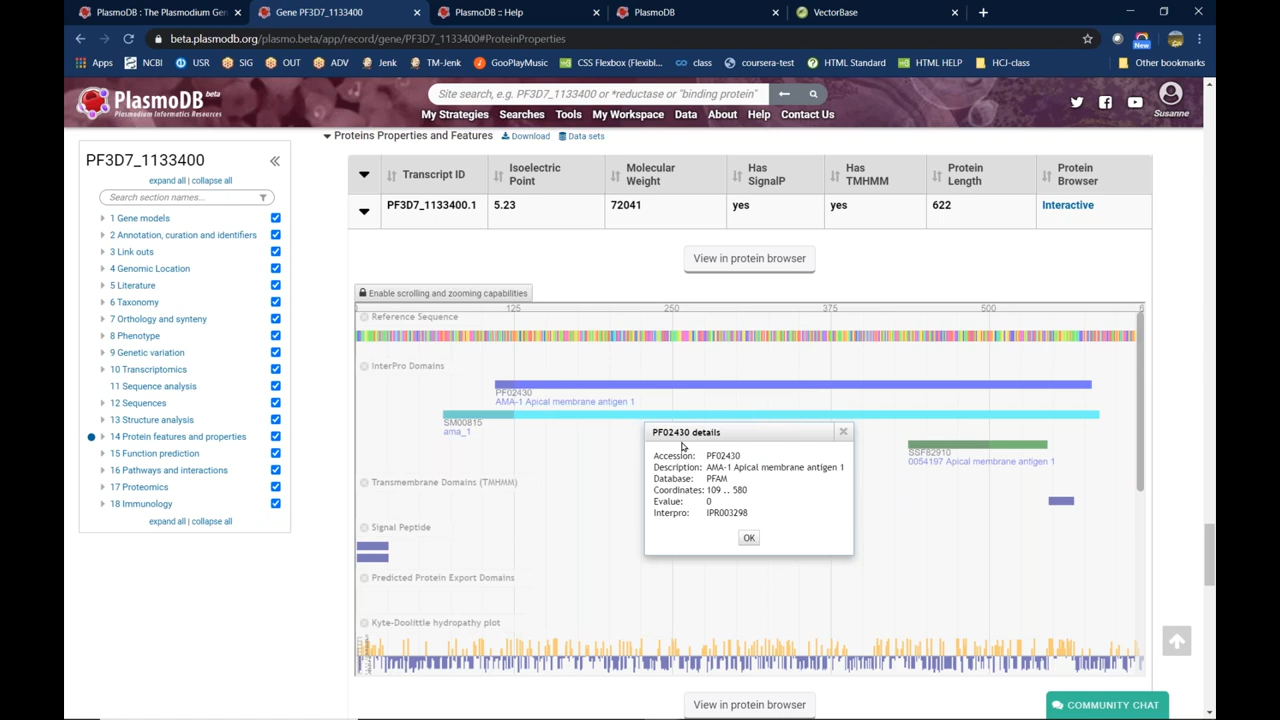 PlasmoDB : The Plasmodium Gen
Gene PF3D7_1133400
PlasmoDB :: Help
PlasmoDB
VectorBase
beta.plasmodb.org/plasmo.beta/app/record/gene/PF3D7_1133400#ProteinProperties
New
Apps
NCBI
USR
SIG
OUT
ADV
Jenk
TM-Jenk
GooPlayMusic
CSS Flexbox (Flexibl...
class
coursera-test
HTML Standard
HTML HELP
HCJ-class
Other bookmarks
PlasmoDB beta
Plasmodium Informatics Resources
Site search, e.g. PF3D7_1133400 or *reductase or "binding protein"
My Strategies Searches Tools My Workspace Data About Help Contact Us
Susanne
Proteins Properties and Features Download Data sets
PF3D7_1133400
expand all | collapse all
Search section names...
1 Gene models
2 Annotation, curation and identifiers
3 Link outs
4 Genomic Location
5 Literature
6 Taxonomy
7 Orthology and synteny
8 Phenotype
9 Genetic variation
10 Transcriptomics
11 Sequence analysis
12 Sequences
13 Structure analysis
14 Protein features and properties
15 Function prediction
16 Pathways and interactions
17 Proteomics
18 Immunology
expand all | collapse all
Transcript ID
Isoelectric Point
Molecular Weight
Has SignalP
Has TMHMM
Protein Length
Protein Browser
PF3D7_1133400.1 5.23 72041 yes yes 622 Interactive
View in protein browser
Enable scrolling and zooming capabilities
125 250 375 500 6
Reference Sequence
InterPro Domains
PF02430
AMA-1 Apical membrane antigen 1
SM00815
ama_1
SSF82910
0054197 Apical membrane antigen 1
PF02430 details
Accession: PF02430
Description: AMA-1 Apical membrane antigen 1
Database: PFAM
Coordinates: 109 .. 580
Evalue: 0
Interpro: IPR003298
OK
Transmembrane Domains (TMHMM)
Signal Peptide
Predicted Protein Export Domains
Kyte-Doolittle hydropathy plot
View in protein browser
COMMUNITY CHAT